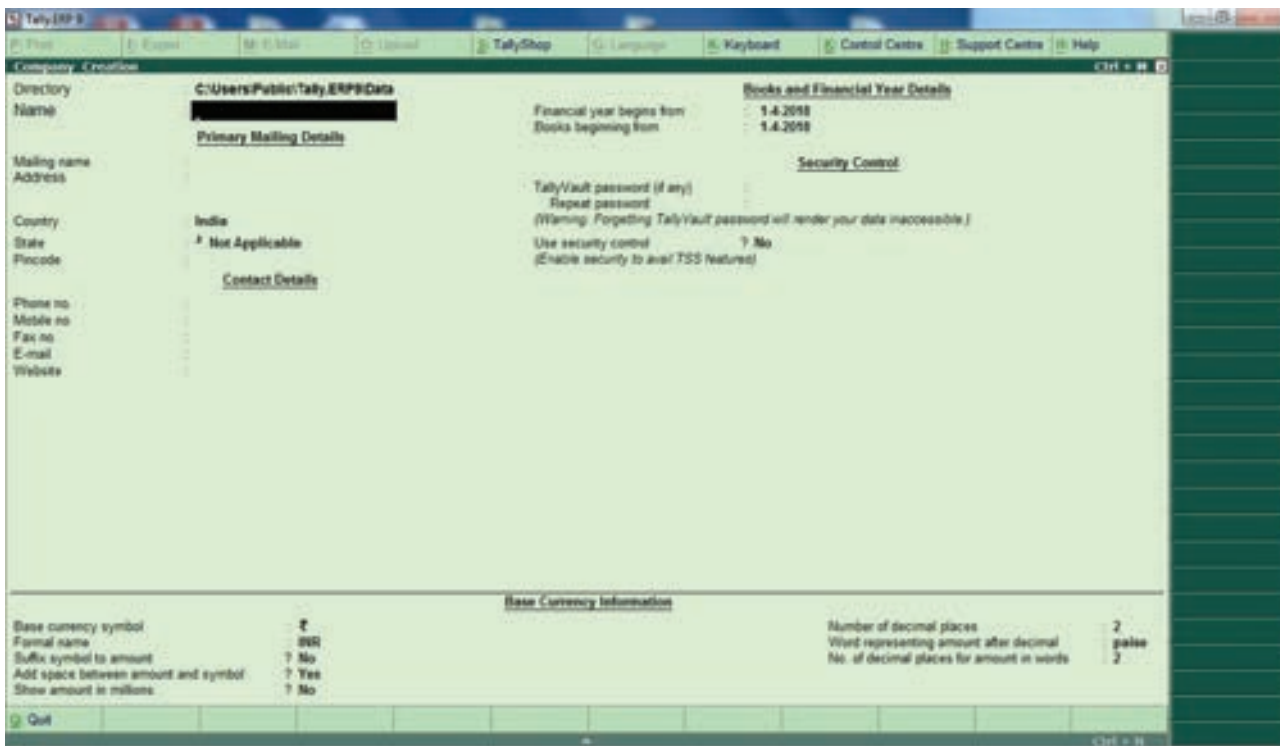 Tally.ERP 9
P: Print E: Export M: E-Mail O: Upload S: TallyShop G: Language K: Keyboard K: Control Centre H: Support Centre H: Help
Company Creation Ctrl + M
Directory C:\Users\Public\Tally.ERP9\Data
Name
Primary Mailing Details
Mailing name :
Address :
Country : India
State : Not Applicable
Pincode :
Contact Details
Phone no. :
Mobile no. :
Fax no. :
E-mail :
Website :
Books and Financial Year Details
Financial year begins from : 1-4-2018
Books beginning from : 1-4-2018
Security Control
TallyVault password (if any) :
Repeat password :
(Warning: Forgetting TallyVault password will render your data inaccessible.)
Use security control ? No
(Enable security to avail TSS features)
Base Currency Information
Base currency symbol : ₹
Formal name : INR
Suffix symbol to amount ? No
Add space between amount and symbol ? Yes
Show amount in millions ? No
Number of decimal places : 2
Word representing amount after decimal : paise
No. of decimal places for amount in words : 2
Q: Quit
Ctrl + N